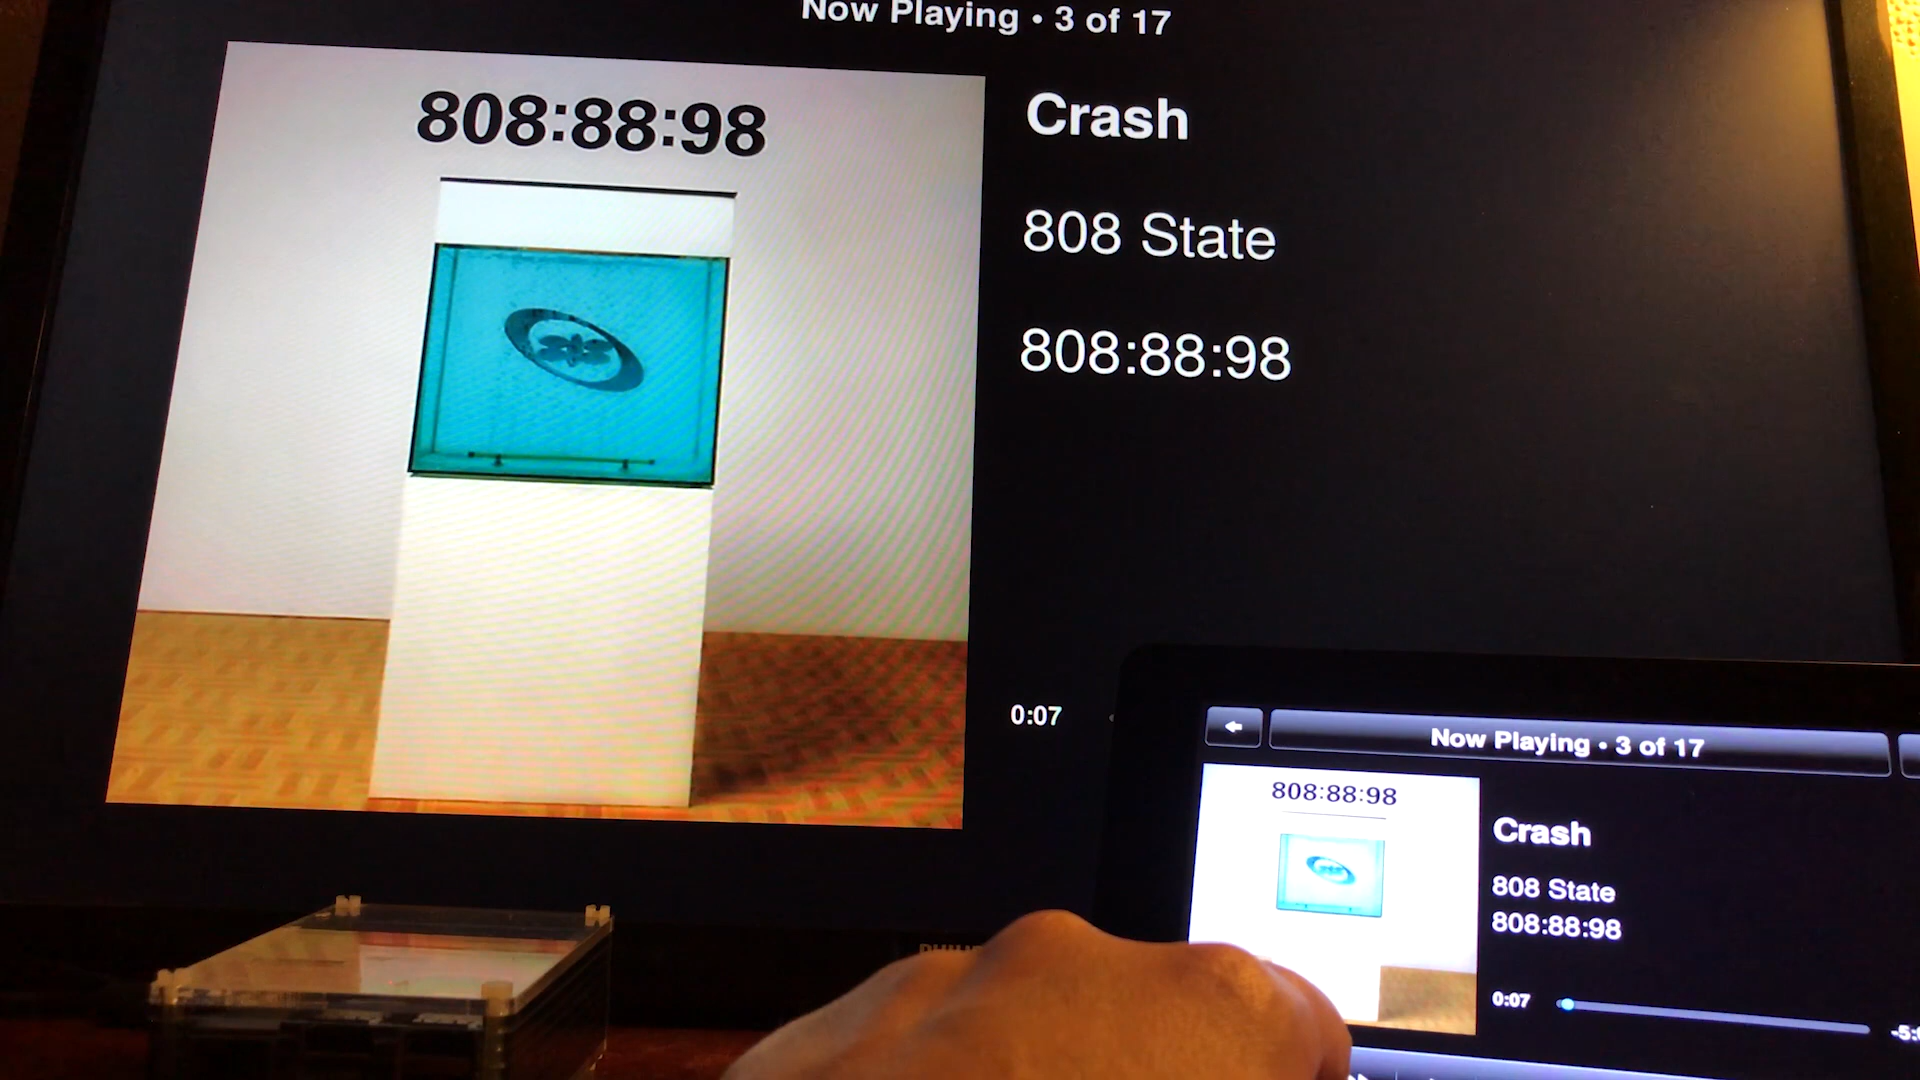 Now Playing • 3 of 17
808:88:98
Crash
808 State
808:88:98
0:07
Now Playing • 3 of 17
808:88:98
Crash
808 State
808:88:98
0:07